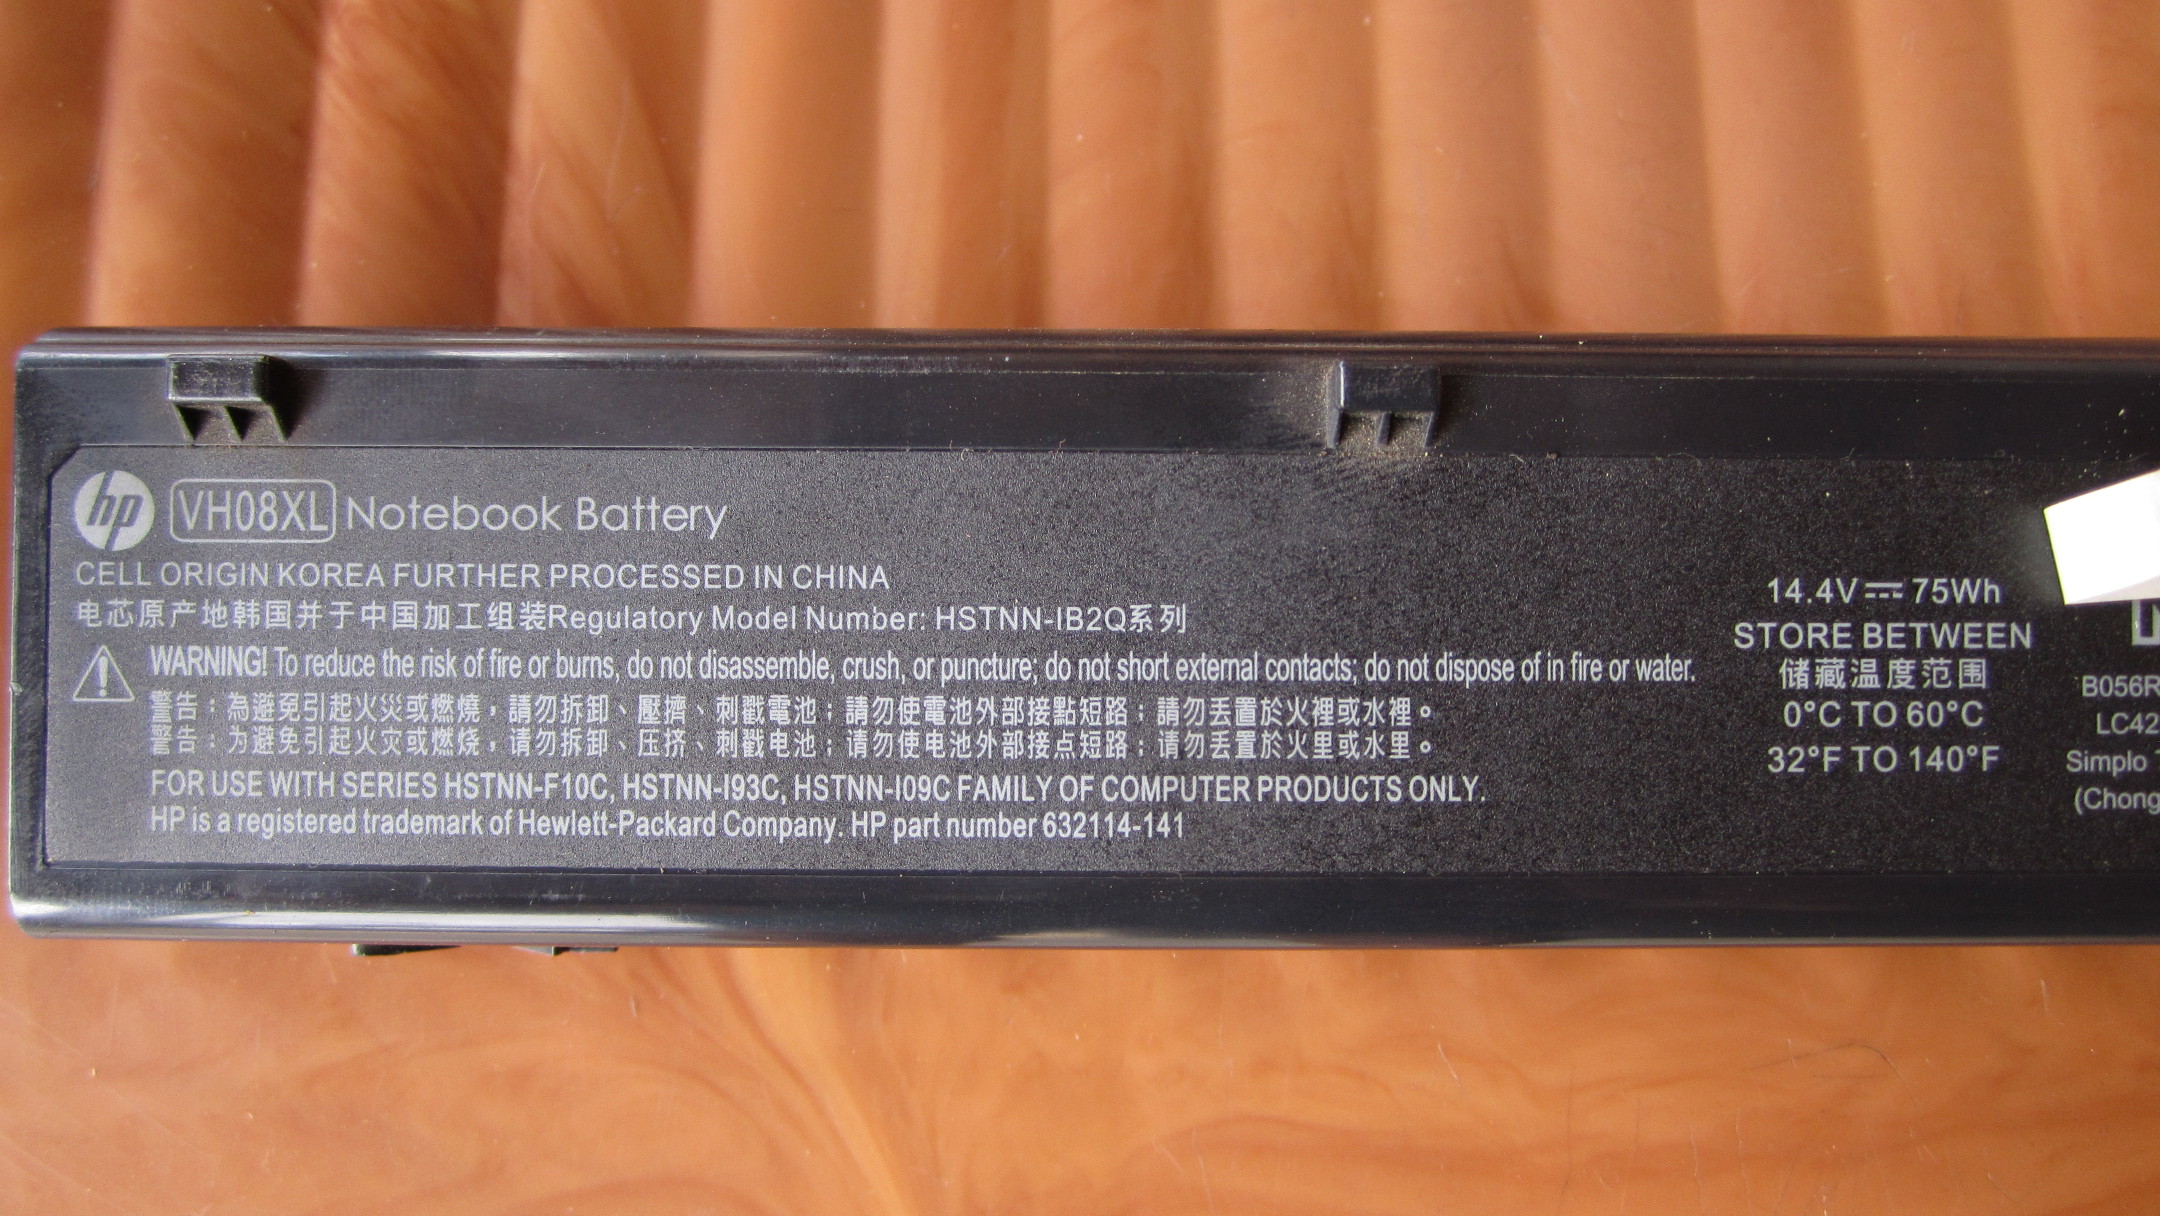 hp VH08XL Notebook Battery
CELL ORIGIN KOREA FURTHER PROCESSED IN CHINA
电芯原产地韩国并于中国加工组装Regulatory Model Number: HSTNN-IB2Q系列
WARNING! To reduce the risk of fire or burns, do not disassemble, crush, or puncture; do not short external contacts; do not dispose of in fire or water.
警告：為避免引起火災或燃燒，請勿拆卸、壓擠、刺戳電池；請勿使電池外部接點短路；請勿丟置於火裡或水裡。
警告：为避免引起火灾或燃烧，请勿拆卸、压挤、刺戳电池；请勿使电池外部接点短路；请勿丢置於火里或水里。
FOR USE WITH SERIES HSTNN-F10C, HSTNN-I93C, HSTNN-I09C FAMILY OF COMPUTER PRODUCTS ONLY.
HP is a registered trademark of Hewlett-Packard Company. HP part number 632114-141
14.4V ⎓ 75Wh
STORE BETWEEN
储藏温度范围
0°C TO 60°C
32°F TO 140°F
B056R
LC42
Simplo
(Chong